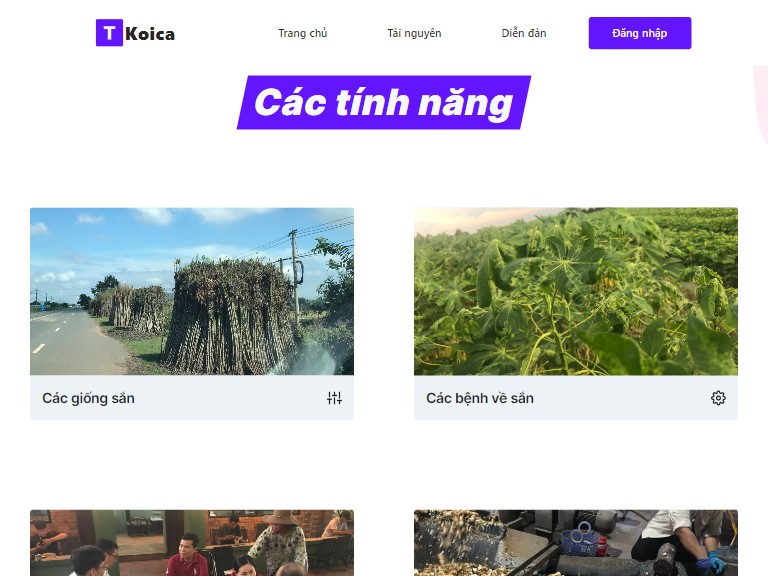 T Koica
Trang chủ
Tài nguyên
Diễn đàn
Đăng nhập
Các tính năng
Các giống sắn
Các bệnh về sắn